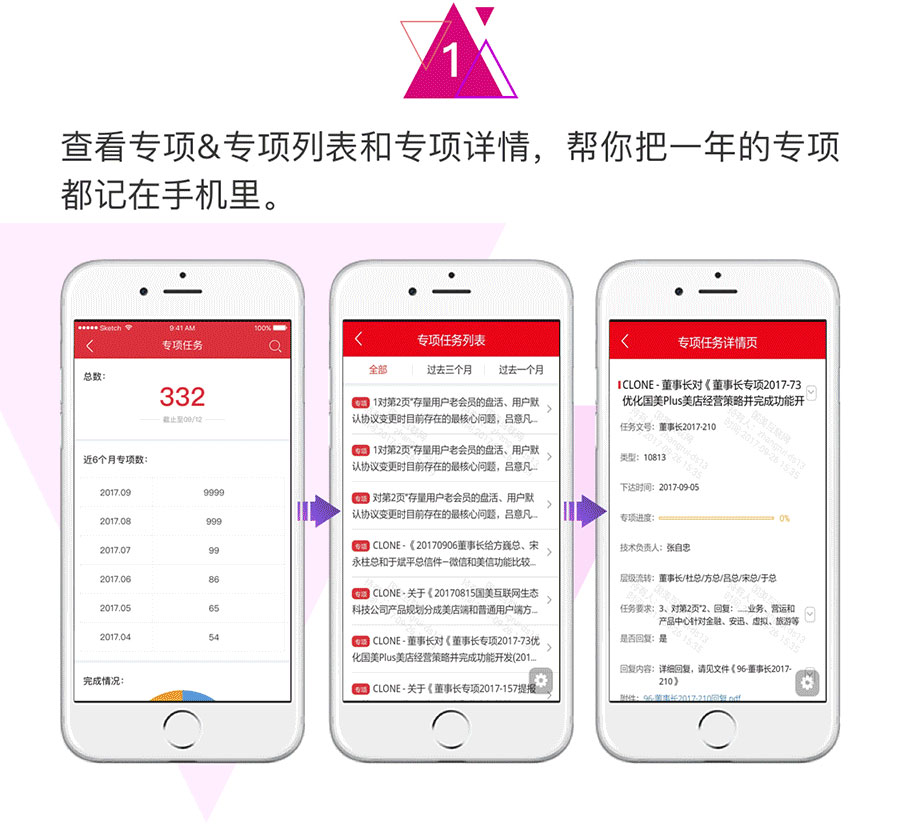 1
查看专项&专项列表和专项详情，帮你把一年的专项
都记在手机里。
Sketch
9:41 AM
100%
专项任务
总数：
332
截止至09/12
近6个月专项数：
2017.09 9999
2017.08 999
2017.07 99
2017.06 86
2017.05 65
2017.04 54
完成情况：
专项任务列表
全部 过去三个月 过去一个月
专项 1对第2页“存量用户老会员的盘活、用户默
认协议变更时目前存在的最核心问题，吕意凡...
专项 1对第2页“存量用户老会员的盘活、用户默
认协议变更时目前存在的最核心问题，吕意凡...
专项 对第2页“存量用户老会员的盘活、用户默
认协议变更时目前存在的最核心问题，吕意凡...
专项 CLONE -《 20170906董事长给方巍总、宋
永柱总和于斌平总信件—微信和美信功能比较...
专项 CLONE - 关于《 20170815国美互联网生态
科技公司产品规划分成美店端和普通用户端方...
专项 CLONE - 董事长对《 董事长专项2017-73优
化国美Plus美店经营策略并完成功能开发(201...
专项 CLONE - 关于《 董事长专项2017-157提报
专项任务详情页
CLONE - 董事长对《 董事长专项2017-73
优化国美Plus美店经营策略并完成功能开
任务文号：董事长2017-210
类型：10813
下达时间：2017-09-05
专项进度： 0%
技术负责人：张自忠
层级流转：董事长/杜总/方总/吕总/宋总/于总
任务要求：3、对第2页“2、回复：....业务、营运和
产品中心针对金融、安迅、虚拟、旅游等
是否回复：是
回复内容：详细回复，请见文件《96-董事长2017-
210》
附件：96-董事长2017-210回复.pdf